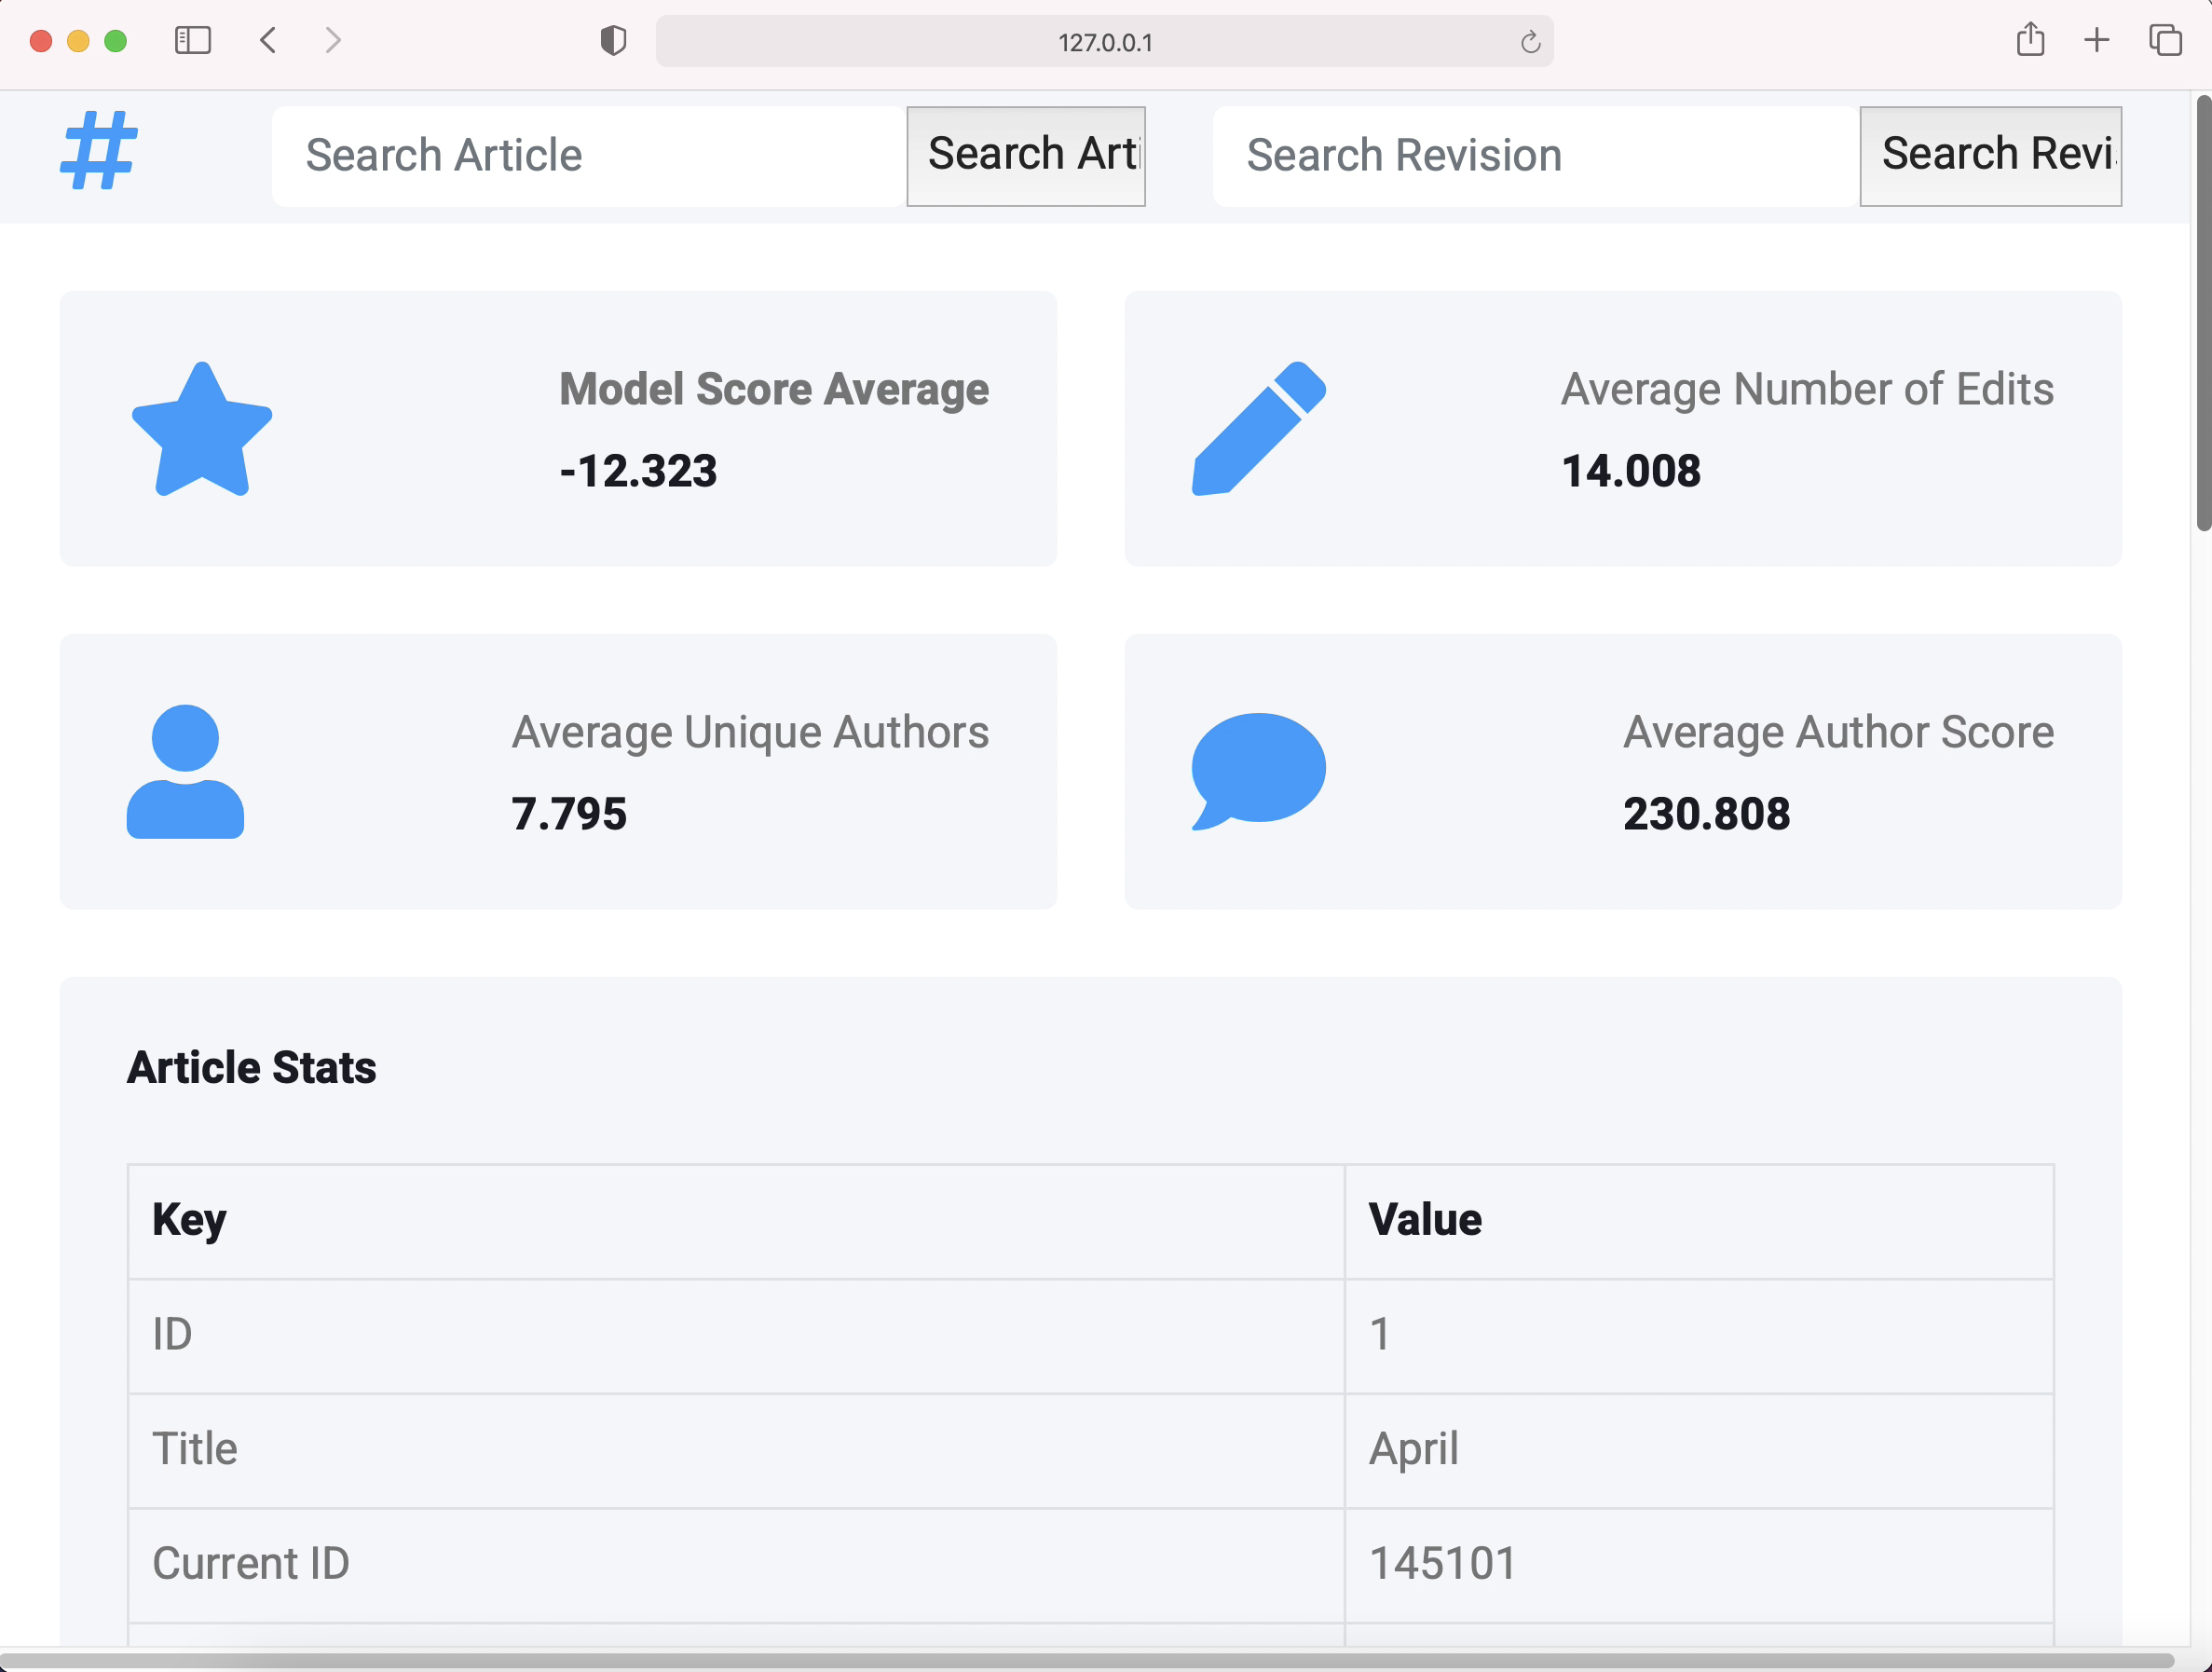 127.0.0.1
# Search Article Search Arti Search Revision Search Revi
Model Score Average
-12.323
Average Number of Edits
14.008
Average Unique Authors
7.795
Average Author Score
230.808
Article Stats
Key Value
ID 1
Title April
Current ID 145101